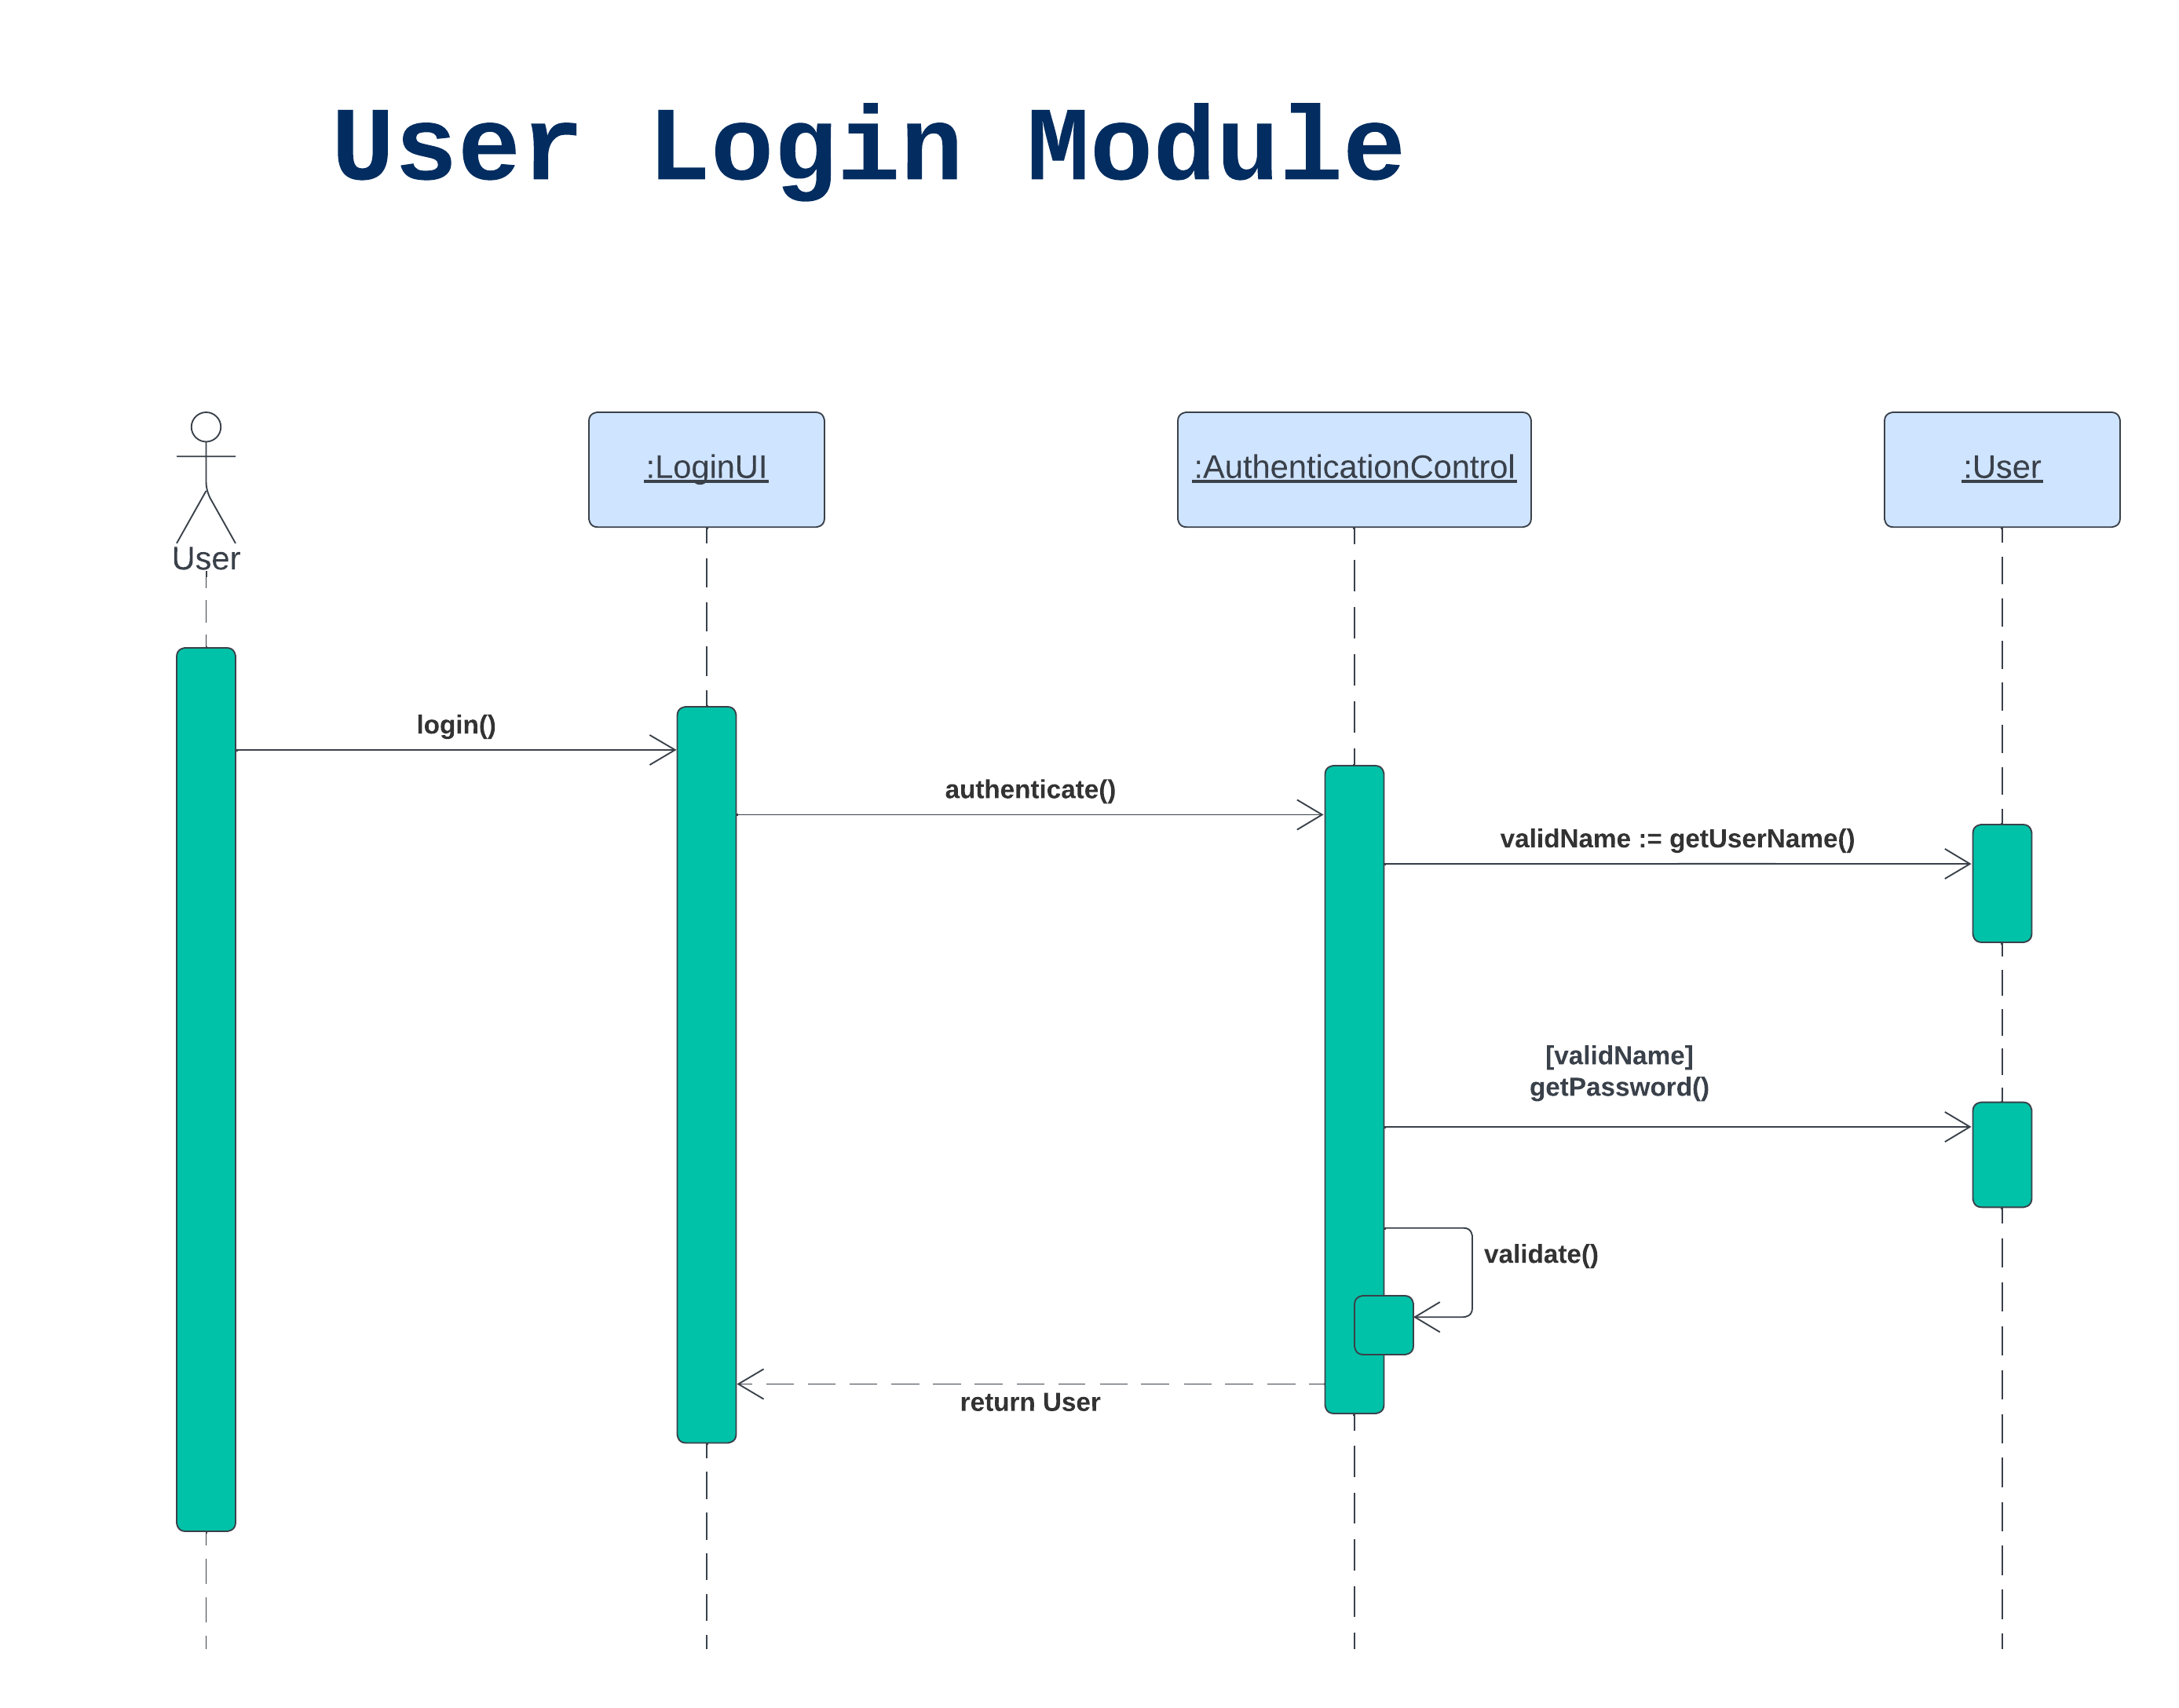 User Login Module
:LoginUI
:AuthenticationControl
:User
User
login()
authenticate()
validName := getUserName()
[validName]
getPassword()
validate()
return User